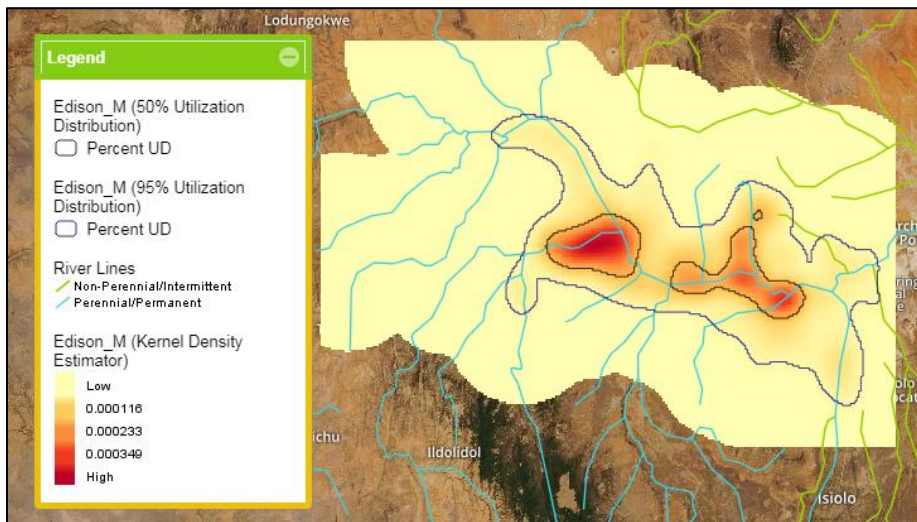 Lodungokwe
Legend
Edison_M (50% Utilization
Distribution)
Percent UD
Edison_M (95% Utilization
Distribution)
Percent UD
River Lines
Non-Perennial/Intermittent
Perennial/Permanent
Edison_M (Kernel Density
Estimator)
Low
0.000116
0.000233
0.000349
High
Ildolidol
Isiolo